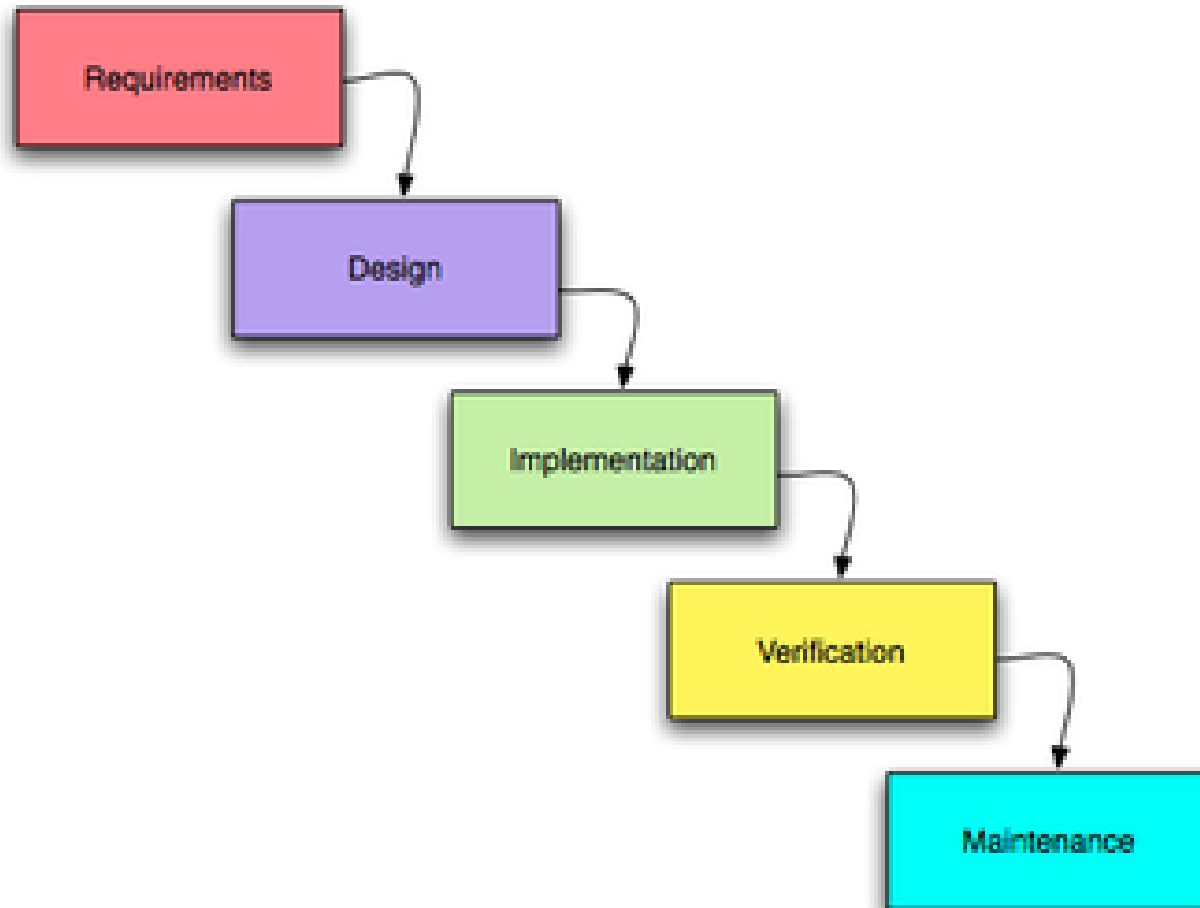 Requirements
Design
Implementation
Verification
Maintenance